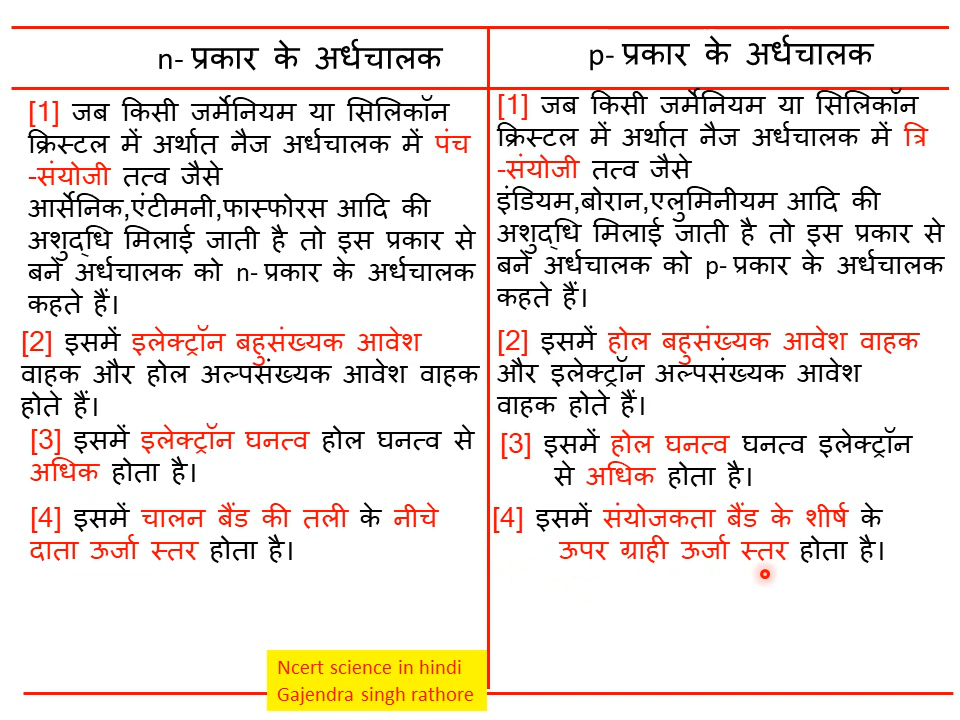 n- प्रकार के अर्धचालक
[1] जब किसी जर्मेनियम या सिलिकॉन
क्रिस्टल में अर्थात नैज अर्धचालक में पंच
-संयोजी तत्व जैसे
आर्सेनिक,एंटीमनी,फास्फोरस आदि की
अशुद्धि मिलाई जाती है तो इस प्रकार से
बने अर्धचालक को n- प्रकार के अर्धचालक
कहते हैं।
[2] इसमें इलेक्ट्रॉन बहुसंख्यक आवेश
वाहक और होल अल्पसंख्यक आवेश वाहक
होते हैं।
[3] इसमें इलेक्ट्रॉन घनत्व होल घनत्व से
अधिक होता है।
[4] इसमें चालन बैंड की तली के नीचे
दाता ऊर्जा स्तर होता है।
p- प्रकार के अर्धचालक
[1] जब किसी जर्मेनियम या सिलिकॉन
क्रिस्टल में अर्थात नैज अर्धचालक में त्रि
-संयोजी तत्व जैसे
इंडियम,बोरान,एलुमिनीयम आदि की
अशुद्धि मिलाई जाती है तो इस प्रकार से
बने अर्धचालक को p- प्रकार के अर्धचालक
कहते हैं।
[2] इसमें होल बहुसंख्यक आवेश वाहक
और इलेक्ट्रॉन अल्पसंख्यक आवेश
वाहक होते हैं।
[3] इसमें होल घनत्व घनत्व इलेक्ट्रॉन
से अधिक होता है।
[4] इसमें संयोजकता बैंड के शीर्ष के
ऊपर ग्राही ऊर्जा स्तर होता है।
Ncert science in hindi
Gajendra singh rathore